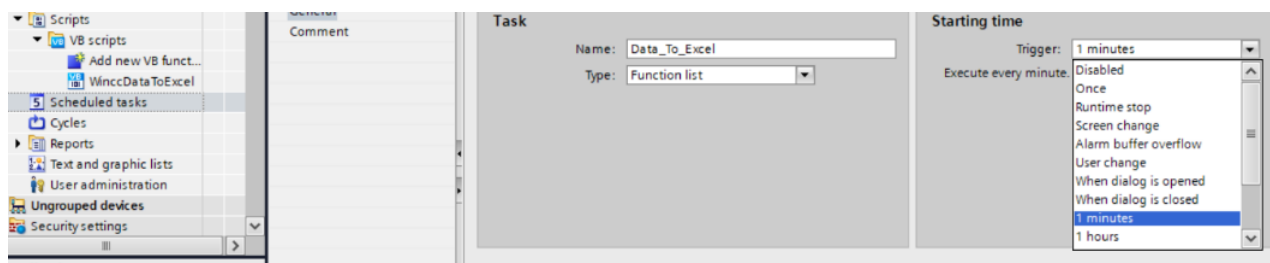 Scripts
VB scripts
Add new VB funct...
WinccDataToExcel
Scheduled tasks
Cycles
Reports
Text and graphic lists
User administration
Ungrouped devices
Security settings
General
Comment
Task
Name: Data_To_Excel
Type: Function list
Starting time
Trigger: 1 minutes
Execute every minute.
Disabled
Once
Runtime stop
Screen change
Alarm buffer overflow
User change
When dialog is opened
When dialog is closed
1 minutes
1 hours